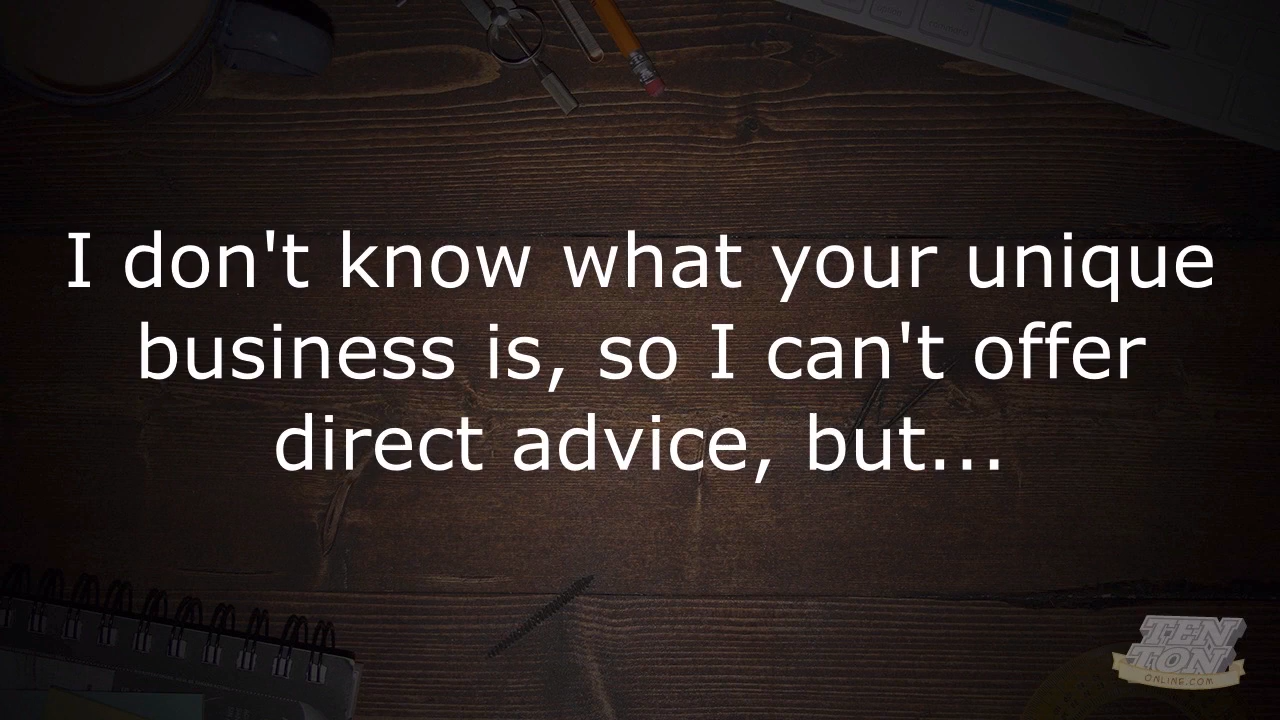 I don't know what your unique
business is, so I can't offer
direct advice, but...
TEN
TON
ONLINE.COM